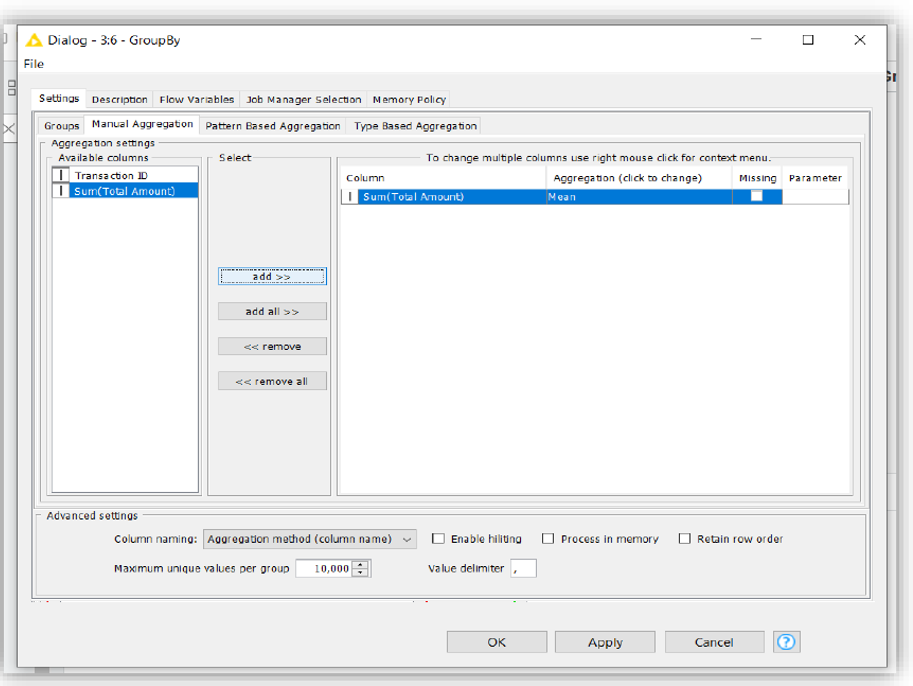 Dialog - 3:6 - GroupBy
File
Settings Description Flow Variables Job Manager Selection Memory Policy
Groups Manual Aggregation Pattern Based Aggregation Type Based Aggregation
Aggregation settings
Available columns Select To change multiple columns use right mouse click for context menu.
I Transaction ID
I Sum(Total Amount)
Column Aggregation (click to change) Missing Parameter
I Sum(Total Amount) Mean
add >>
add all >>
<< remove
<< remove all
Advanced settings
Column naming: Aggregation method (column name) Enable hiliting Process in memory Retain row order
Maximum unique values per group 10,000 Value delimiter ,
OK Apply Cancel ?